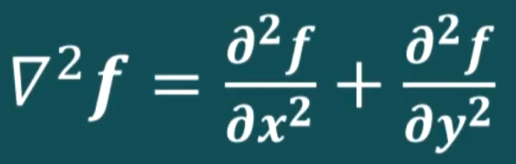 ∇²f = ∂²f/∂x² + ∂²f/∂y²